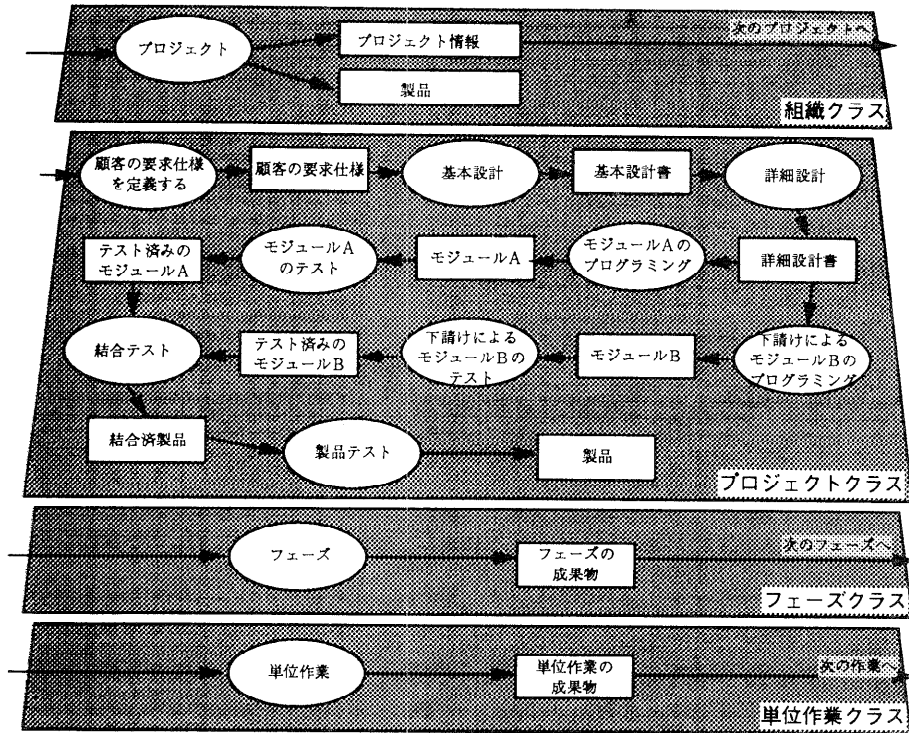 プロジェクト
プロジェクト情報
次のプロジェクトへ
製品
組織クラス
顧客の要求仕様
を定義する
顧客の要求仕様
基本設計
基本設計書
詳細設計
テスト済みの
モジュールA
モジュールA
のテスト
モジュールA
モジュールAの
プログラミング
詳細設計書
結合テスト
テスト済みの
モジュールB
下請けによる
モジュールBの
テスト
モジュールB
下請けによる
モジュールBの
プログラミング
結合済製品
製品テスト
製品
プロジェクトクラス
フェーズ
フェーズの
成果物
次のフェーズへ
フェーズクラス
単位作業
単位作業の
成果物
次の作業へ
単位作業クラス